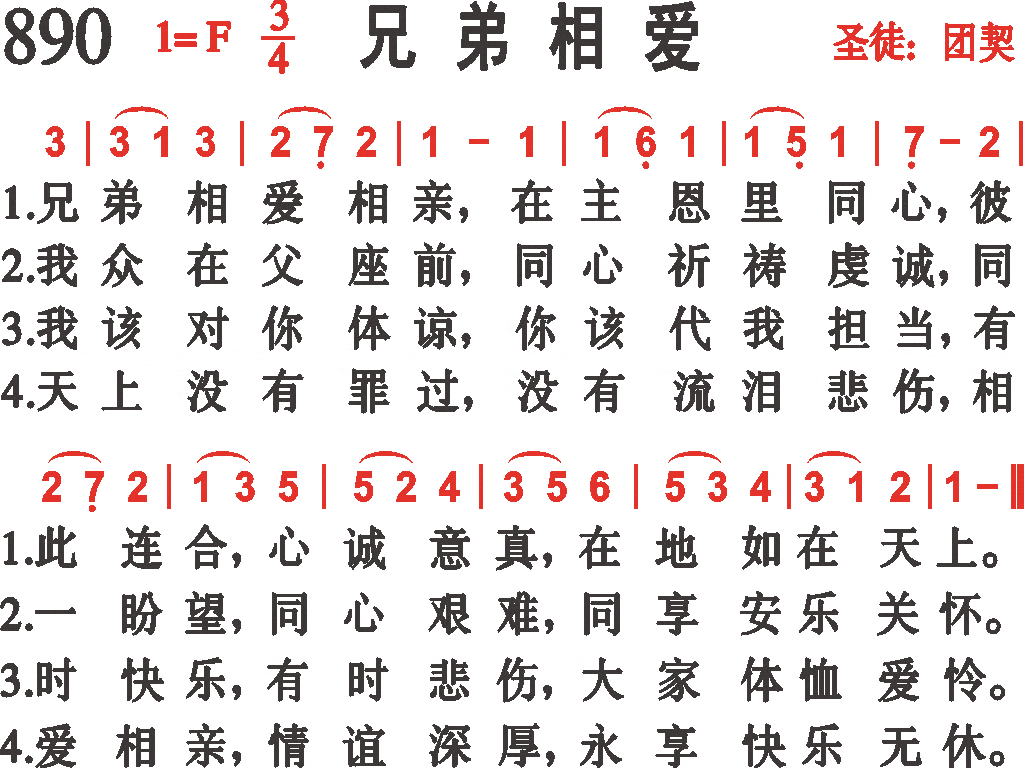 890 1=F 3/4 兄弟相爱 圣徒：团契
3 | 3 1 3 | 2 7̣ 2 | 1 - 1 | 1 6̣ 1 | 1 5̣ 1 | 7̣ - 2 |
1.兄弟相爱相亲，在主恩里同心，彼
2.我众在父座前，同心祈祷虔诚，同
3.我该对你体谅，你该代我担当，有
4.天上没有罪过，没有流泪悲伤，相
2 7̣ 2 | 1 3 5 | 5 2 4 | 3 5 6 | 5 3 4 | 3 1 2 | 1 - ‖
1.此连合，心诚意真，在地如在天上。
2.一盼望，同心艰难，同享安乐关怀。
3.时快乐，有时悲伤，大家体恤爱怜。
4.爱相亲，情谊深厚，永享快乐无休。